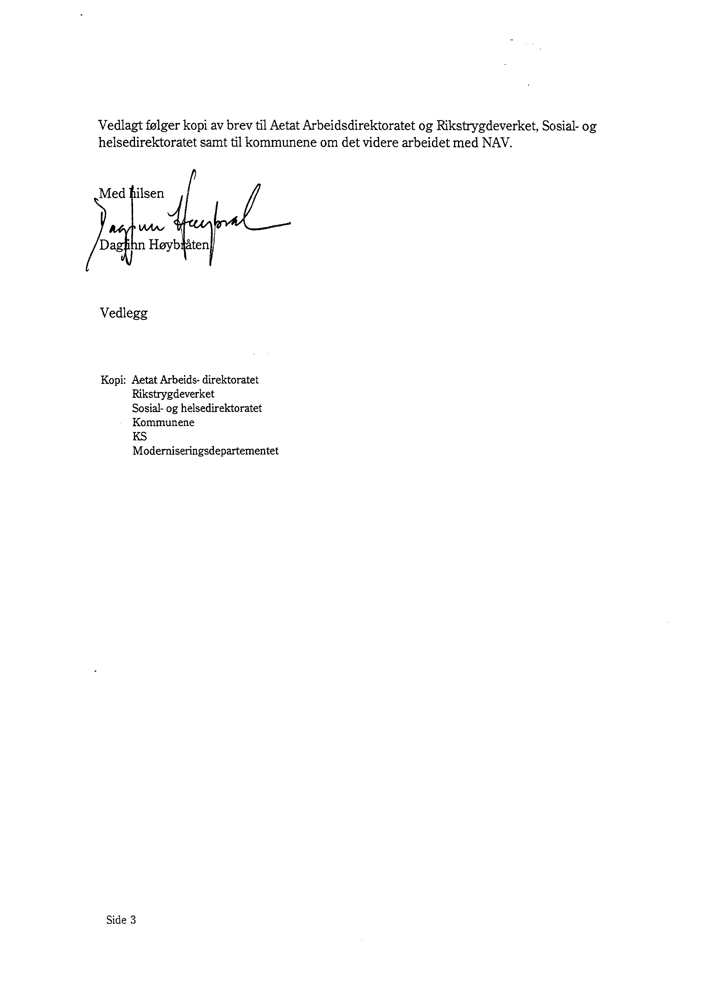 Vedlagt følger kopi av brev til Aetat Arbeidsdirektoratet og Rikstrygdeverket, Sosial- og
helsedirektoratet samt til kommunene om det videre arbeidet med NAV.
Med hilsen
Dagfinn Høybråten
Vedlegg
Kopi: Aetat Arbeids- direktoratet
Rikstrygdeverket
Sosial- og helsedirektoratet
Kommunene
KS
Moderniseringsdepartementet
Side 3